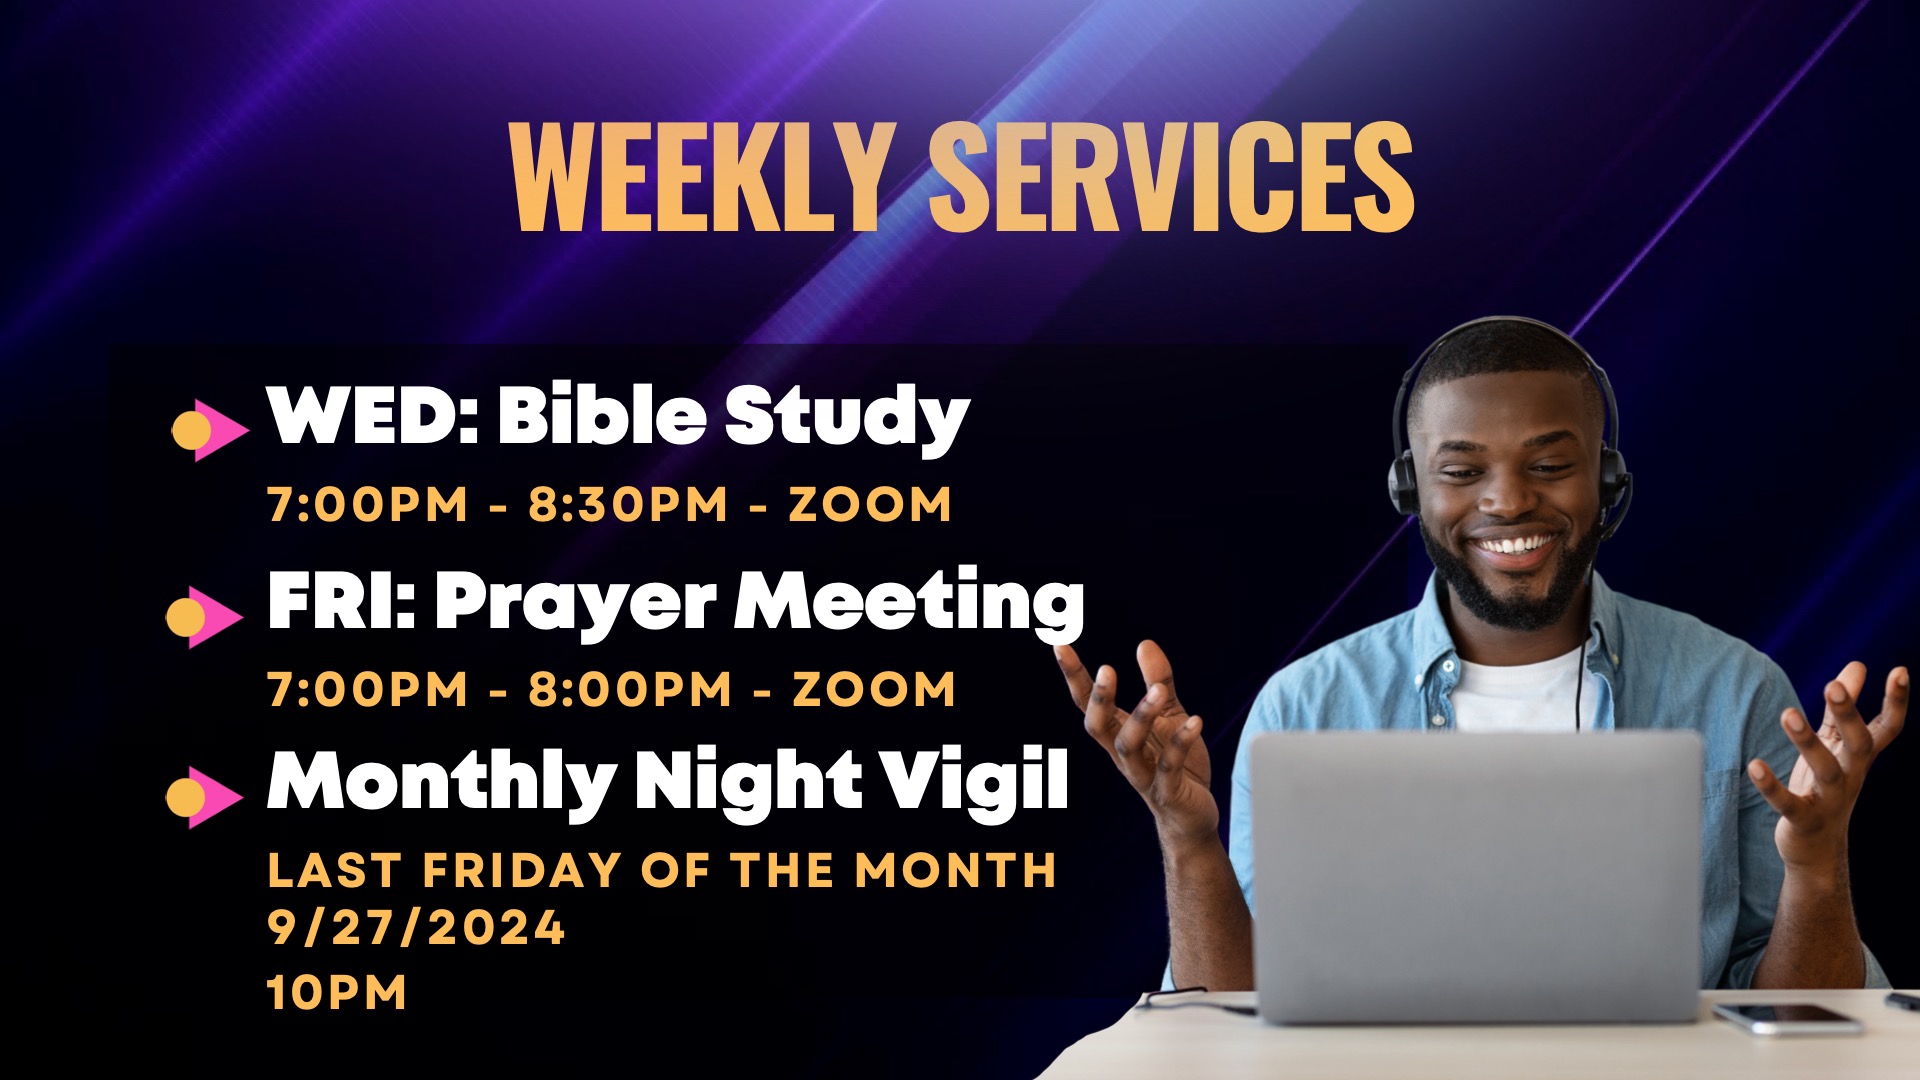 WEEKLY SERVICES
WED: Bible Study
7:00PM - 8:30PM - ZOOM
FRI: Prayer Meeting
7:00PM - 8:00PM - ZOOM
Monthly Night Vigil
LAST FRIDAY OF THE MONTH
9/27/2024
10PM